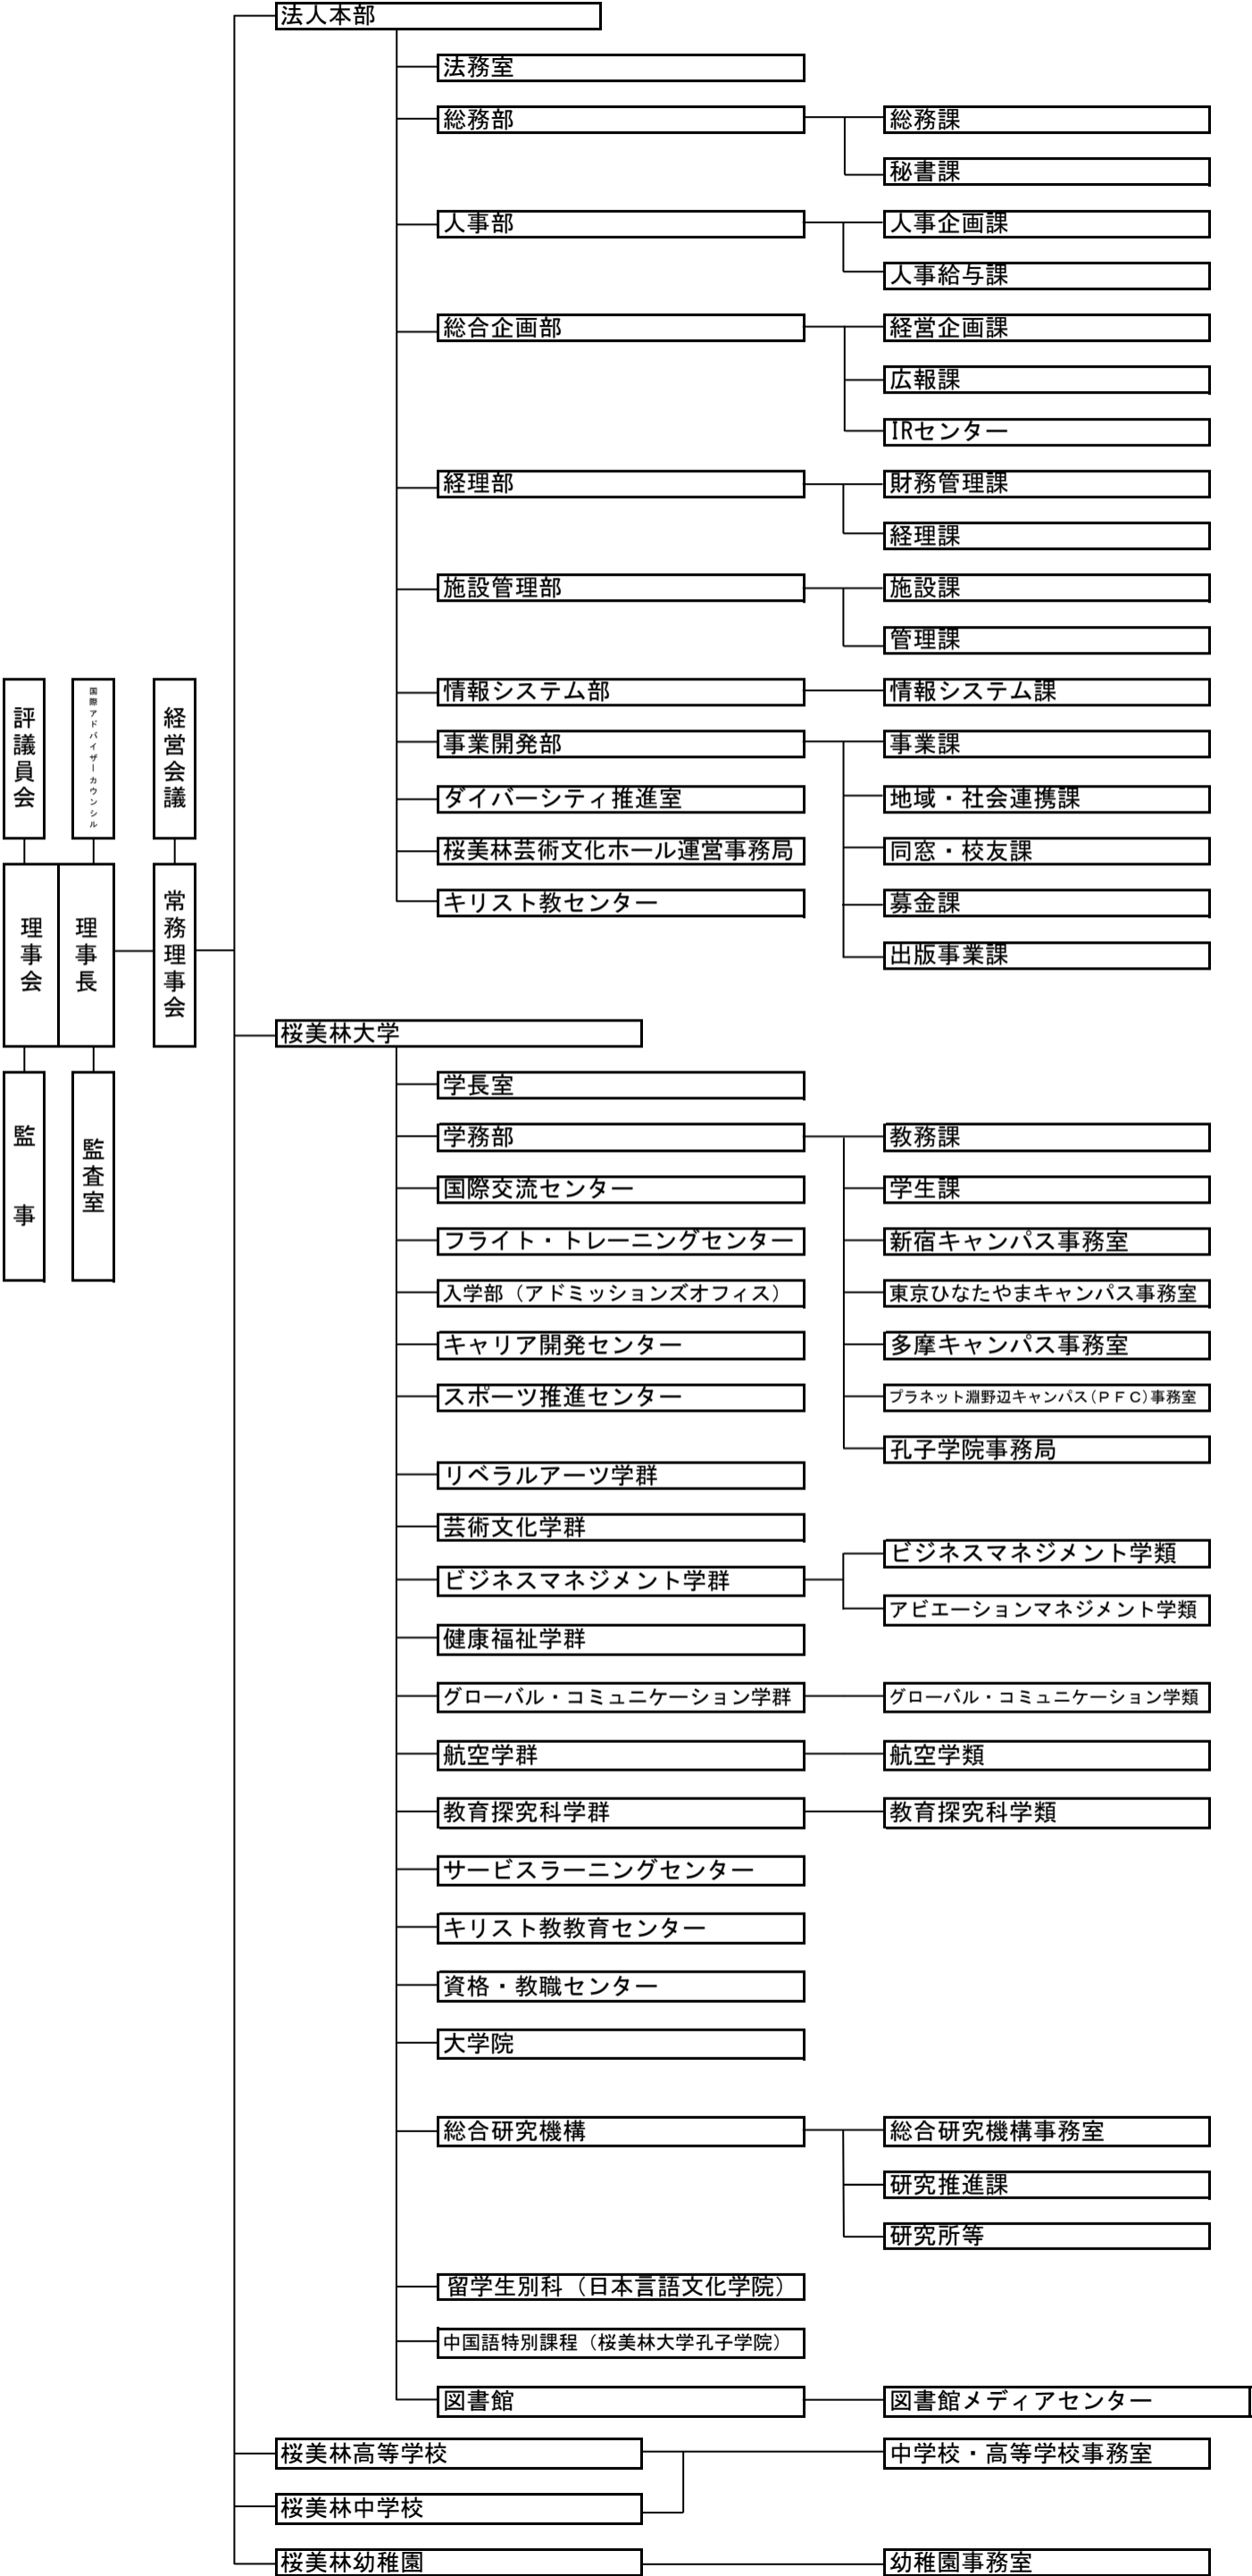 法人本部
法務室
総務部
総務課
秘書課
人事部
人事企画課
人事給与課
総合企画部
経営企画課
広報課
IRセンター
経理部
財務管理課
経理課
施設管理部
施設課
管理課
評議員会
国際アドバイザーカウンシル
経営会議
情報システム部
情報システム課
事業開発部
事業課
ダイバーシティ推進室
地域・社会連携課
桜美林芸術文化ホール運営事務局
同窓・校友課
キリスト教センター
募金課
出版事業課
理事会
理事長
常務理事会
桜美林大学
監事
監査室
学長室
学務部
教務課
国際交流センター
学生課
フライト・トレーニングセンター
新宿キャンパス事務室
入学部（アドミッションズオフィス）
東京ひなたやまキャンパス事務室
キャリア開発センター
多摩キャンパス事務室
スポーツ推進センター
プラネット淵野辺キャンパス（ＰＦＣ）事務室
孔子学院事務局
リベラルアーツ学群
芸術文化学群
ビジネスマネジメント学群
ビジネスマネジメント学類
アビエーションマネジメント学類
健康福祉学群
グローバル・コミュニケーション学群
グローバル・コミュニケーション学類
航空学群
航空学類
教育探究科学群
教育探究科学類
サービスラーニングセンター
キリスト教教育センター
資格・教職センター
大学院
総合研究機構
総合研究機構事務室
研究推進課
研究所等
留学生別科（日本言語文化学院）
中国語特別課程（桜美林大学孔子学院）
図書館
図書館メディアセンター
桜美林高等学校
中学校・高等学校事務室
桜美林中学校
桜美林幼稚園
幼稚園事務室